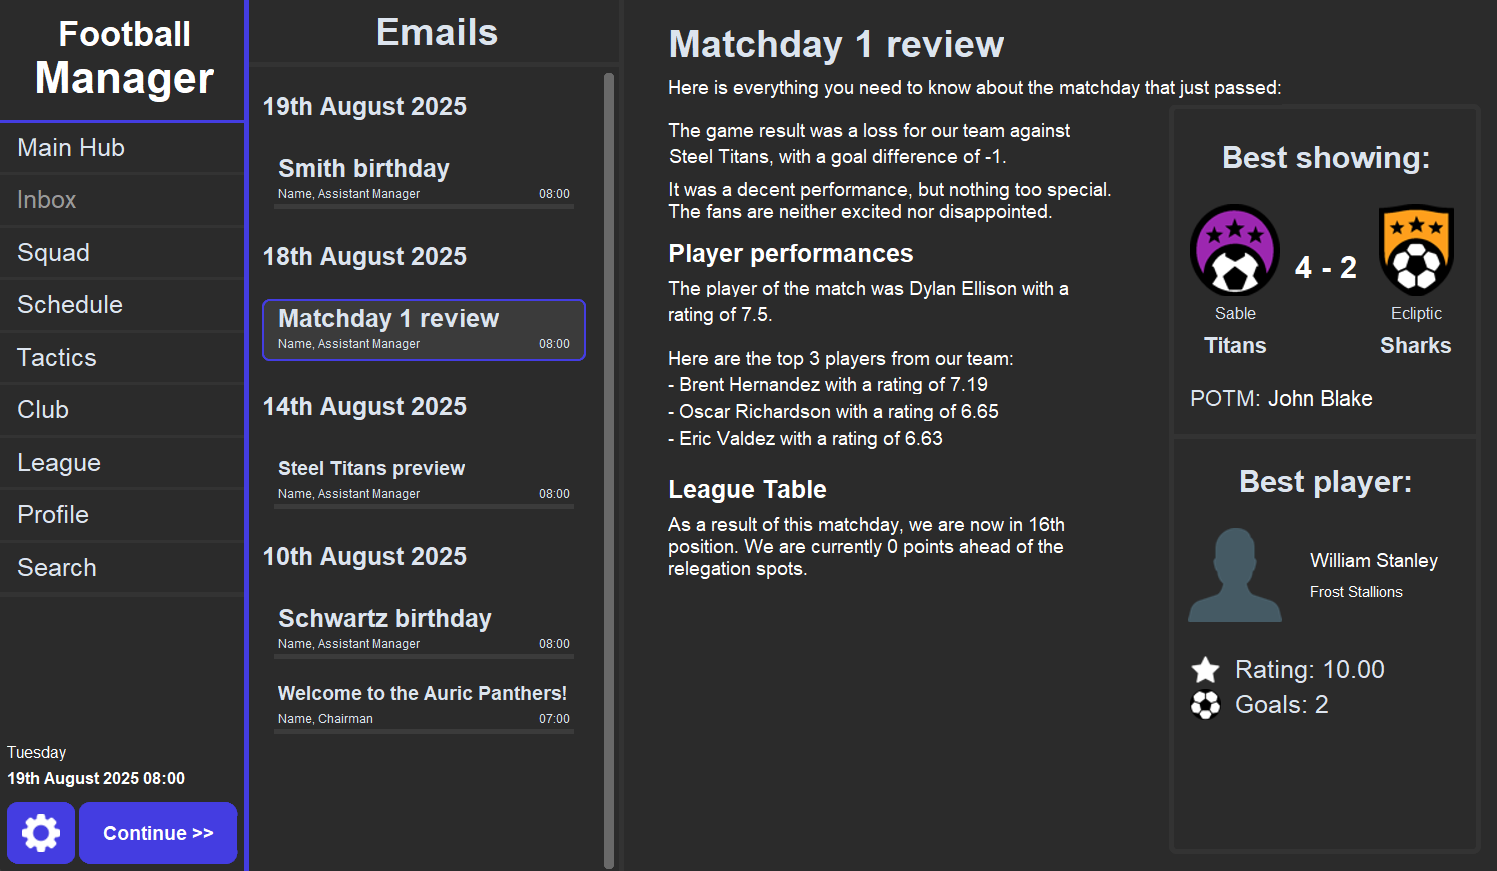 Football
Manager
Main Hub
Inbox
Squad
Schedule
Tactics
Club
League
Profile
Search
Tuesday
19th August 2025 08:00
Continue >>
Emails
19th August 2025
Smith birthday
Name, Assistant Manager 08:00
18th August 2025
Matchday 1 review
Name, Assistant Manager 08:00
14th August 2025
Steel Titans preview
Name, Assistant Manager 08:00
10th August 2025
Schwartz birthday
Name, Assistant Manager 08:00
Welcome to the Auric Panthers!
Name, Chairman 07:00
Matchday 1 review
Here is everything you need to know about the matchday that just passed:
The game result was a loss for our team against
Steel Titans, with a goal difference of -1.
It was a decent performance, but nothing too special.
The fans are neither excited nor disappointed.
Player performances
The player of the match was Dylan Ellison with a
rating of 7.5.
Here are the top 3 players from our team:
- Brent Hernandez with a rating of 7.19
- Oscar Richardson with a rating of 6.65
- Eric Valdez with a rating of 6.63
League Table
As a result of this matchday, we are now in 16th
position. We are currently 0 points ahead of the
relegation spots.
Best showing:
4 - 2
Sable Ecliptic
Titans Sharks
POTM: John Blake
Best player:
William Stanley
Frost Stallions
Rating: 10.00
Goals: 2